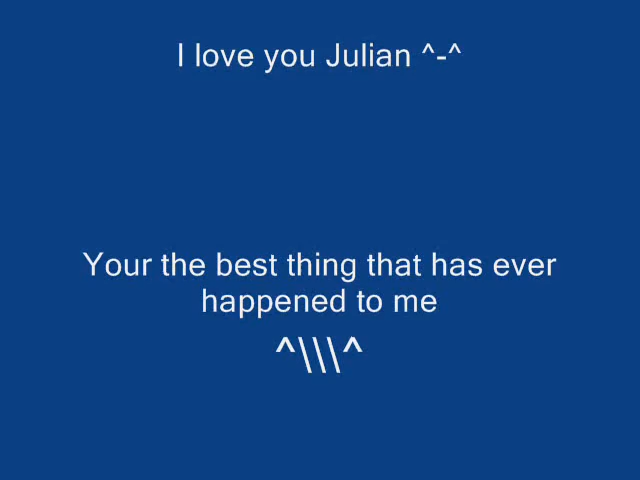 I love you Julian ^-^
Your the best thing that has ever
happened to me
^\\\^